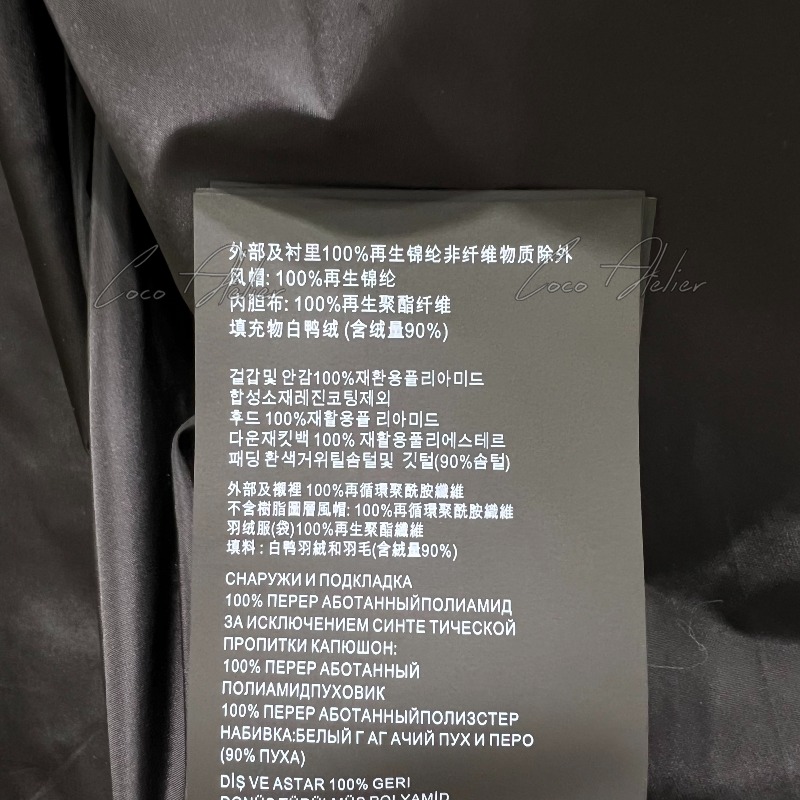 外部及衬里100%再生锦纶非纤维物质除外
风帽: 100%再生锦纶
内胆布: 100%再生聚酯纤维
填充物白鸭绒 (含绒量90%)
Coco Atelier
Coco Atelier
겉갑및 안감100%재환용폴리아미드
합성소재레진코팅제외
후드 100%재활용폴 리아미드
다운재킷백 100% 재활용폴리에스테르
패딩 환색거위틸솜털및 깃털(90%솜털)
外部及襯裡 100%再循環聚酰胺纖維
不含樹脂圖層風帽: 100%再循環聚酰胺纖維
羽绒服(袋)100%再生聚酯纖維
填料 : 白鸭羽絨和羽毛(含絨量90%)
СНАРУЖИ И ПОДКЛАДКА
100% ПЕРЕР АБОТАННЫЙПОЛИАМИД
ЗА ИСКЛЮЧЕНИЕМ СИНТЕ ТИЧЕСКОЙ
ПРОПИТКИ КАПЮШОН:
100% ПЕРЕР АБОТАННЫЙ
ПОЛИАМИДПУХОВИК
100% ПЕРЕР АБОТАННЫЙПОЛИЗСТЕР
НАБИВКА:БЕЛЫЙ Г АГ АЧИЙ ПУХ И ПЕРО
(90% ПУХА)
DİŞ VE ASTAR 100% GERI
DÖNÜŞTÜRÜLMÜŞ POLYAMİD